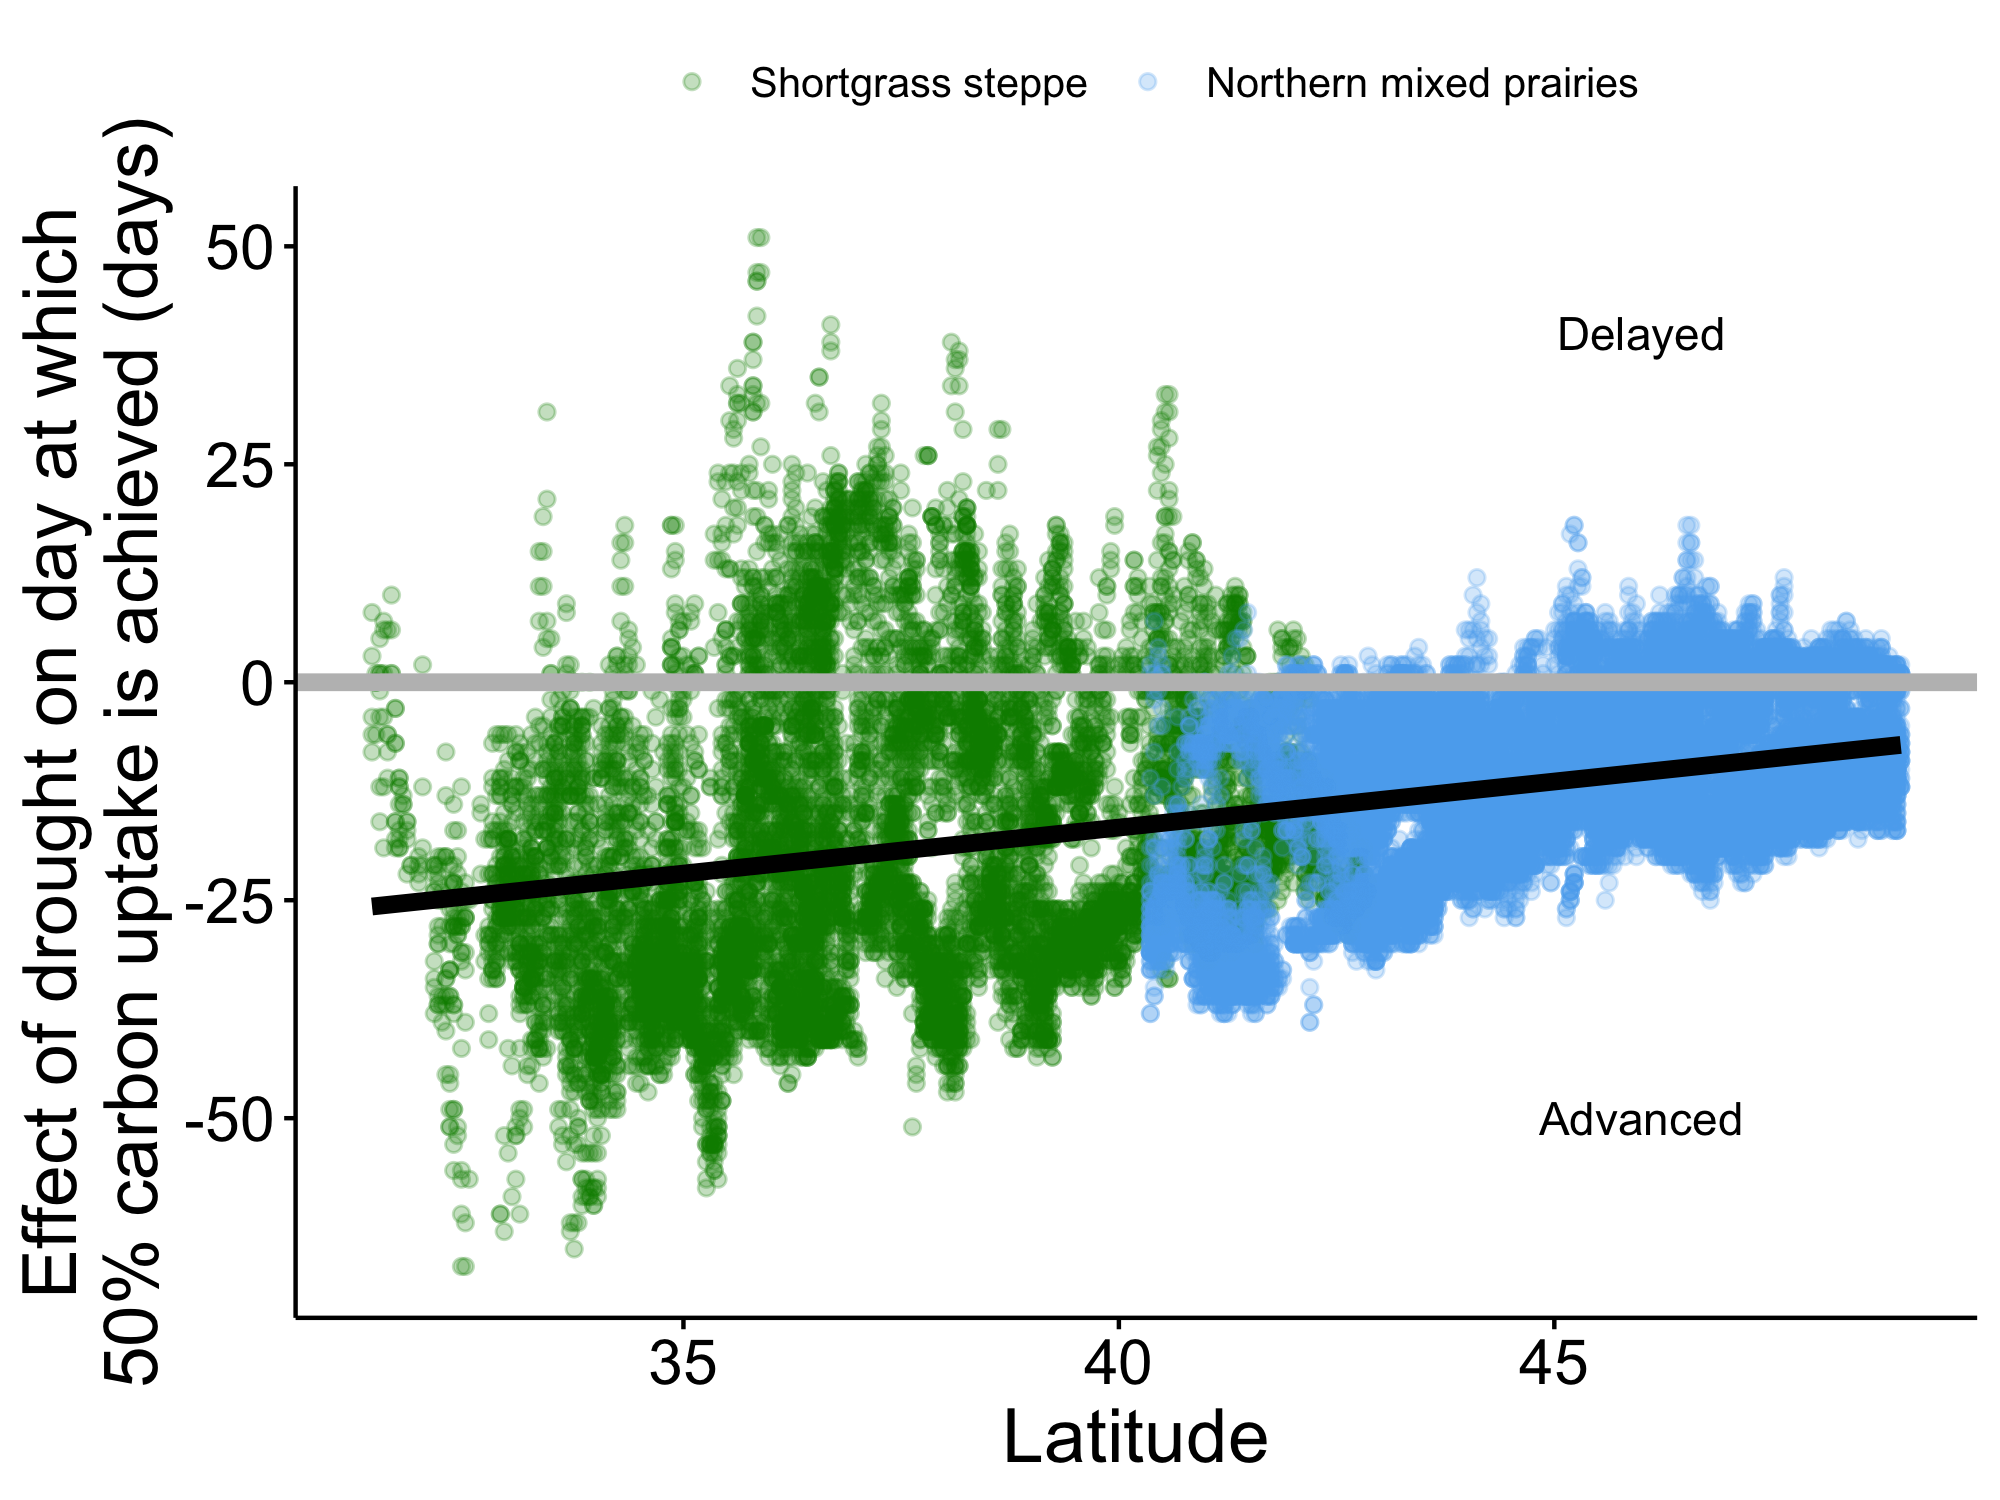 Shortgrass steppe
Northern mixed prairies
Effect of drought on day at which
50% carbon uptake is achieved (days)
50
25
0
-25
-50
Delayed
Advanced
35
40
45
Latitude